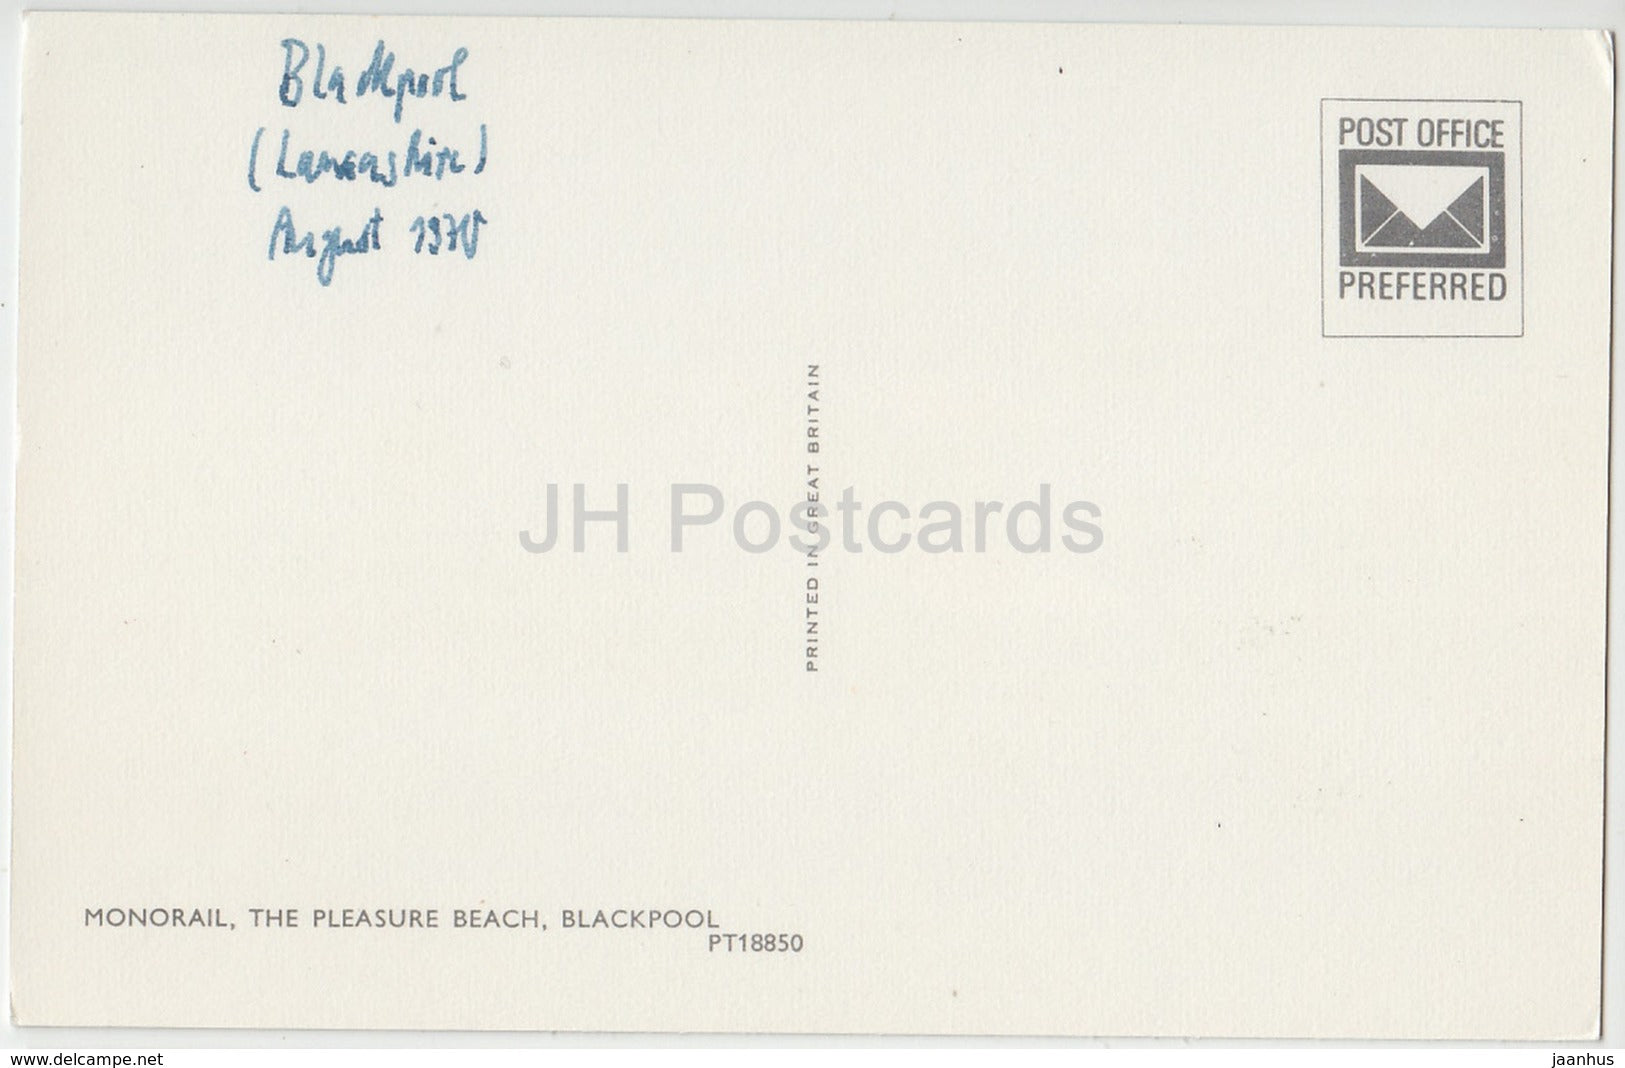 Blackpool
(Lancashire)
August 1970
POST OFFICE
PREFERRED
PRINTED IN GREAT BRITAIN
JH Postcards
MONORAIL, THE PLEASURE BEACH, BLACKPOOL
PT18850
www.delcampe.net
jaanhus